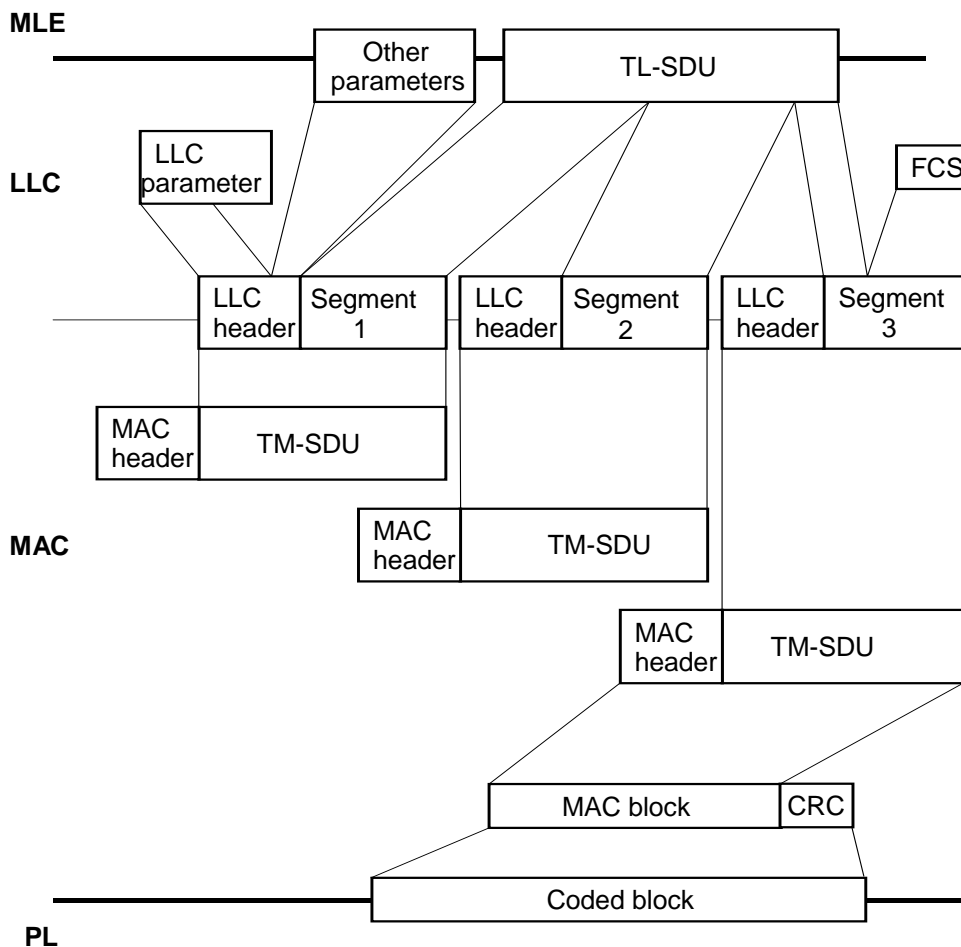 MLE
Other
parameters
TL-SDU
LLC
parameter
LLC
FCS
LLC
header
Segment
1
LLC
header
Segment
2
LLC
header
Segment
3
MAC
header
TM-SDU
MAC
MAC
header
TM-SDU
MAC
header
TM-SDU
MAC block
CRC
Coded block
PL